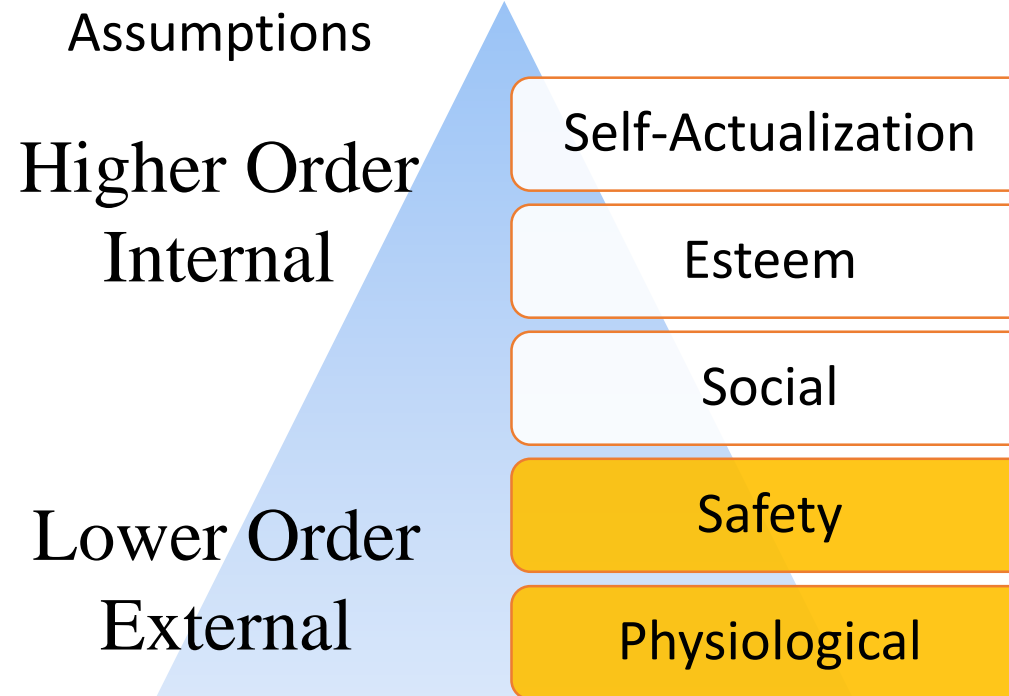 Assumptions
Higher Order
Internal
Lower Order
External
Self-Actualization
Esteem
Social
Safety
Physiological